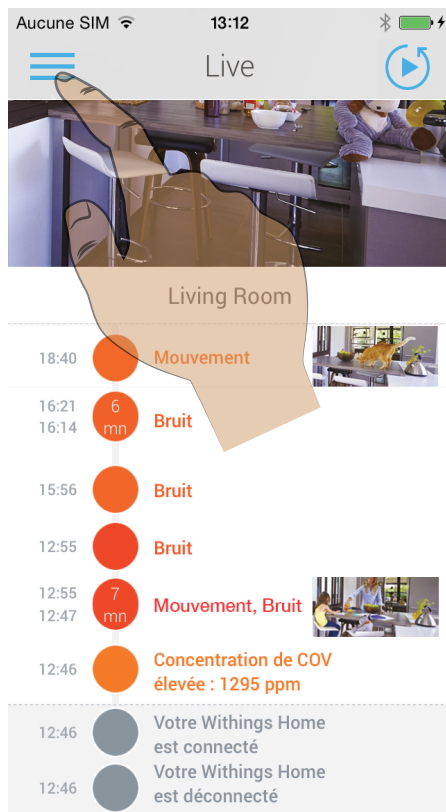 Aucune SIM 13:12
Live
Living Room
18:40 Mouvement
16:21 6 Bruit
16:14 mn
15:56 Bruit
12:55 Bruit
12:55 7 Mouvement, Bruit
12:47 mn
12:46 Concentration de COV
élevée : 1295 ppm
12:46 Votre Withings Home
est connecté
12:46 Votre Withings Home
est déconnecté